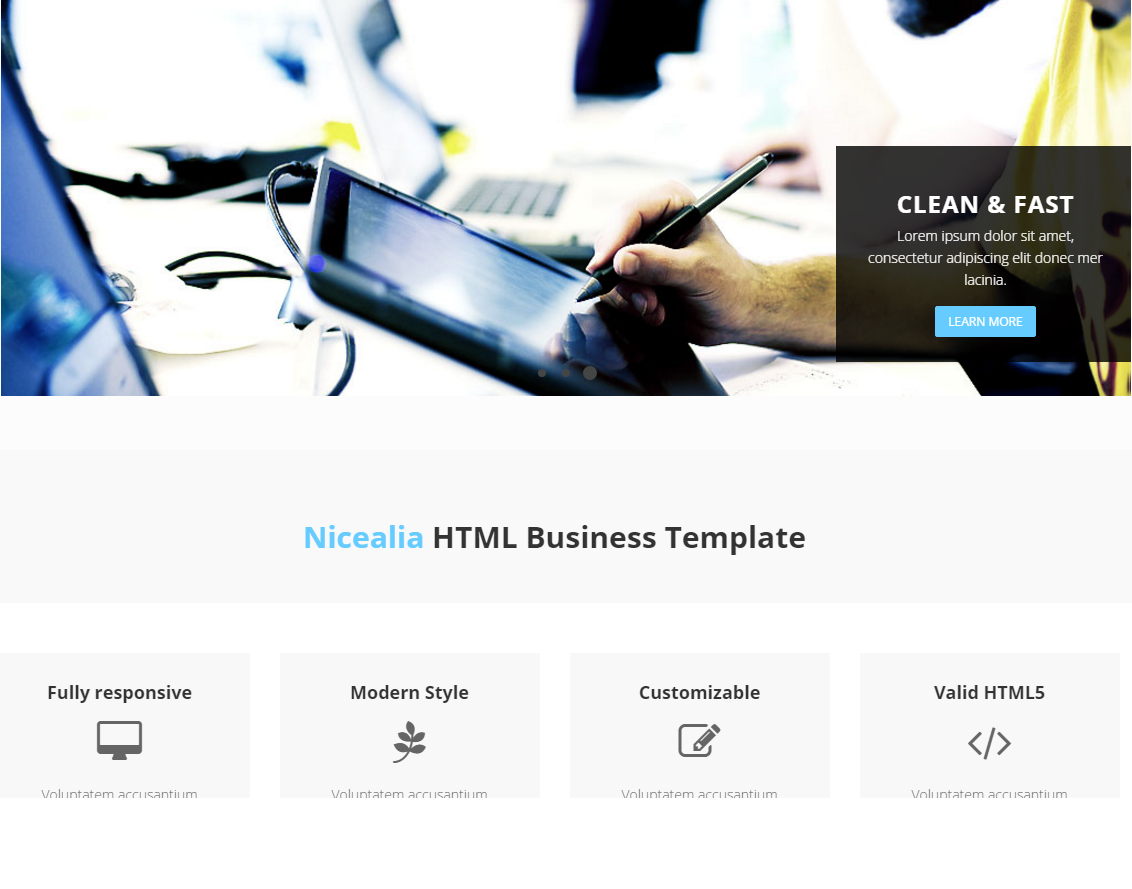 CLEAN & FAST
Lorem ipsum dolor sit amet,
consectetur adipiscing elit donec mer
lacinia.
LEARN MORE
Nicealia HTML Business Template
Fully responsive
Modern Style
Customizable
Valid HTML5
Voluptatem accusantium
Voluptatem accusantium
Voluptatem accusantium
Voluptatem accusantium